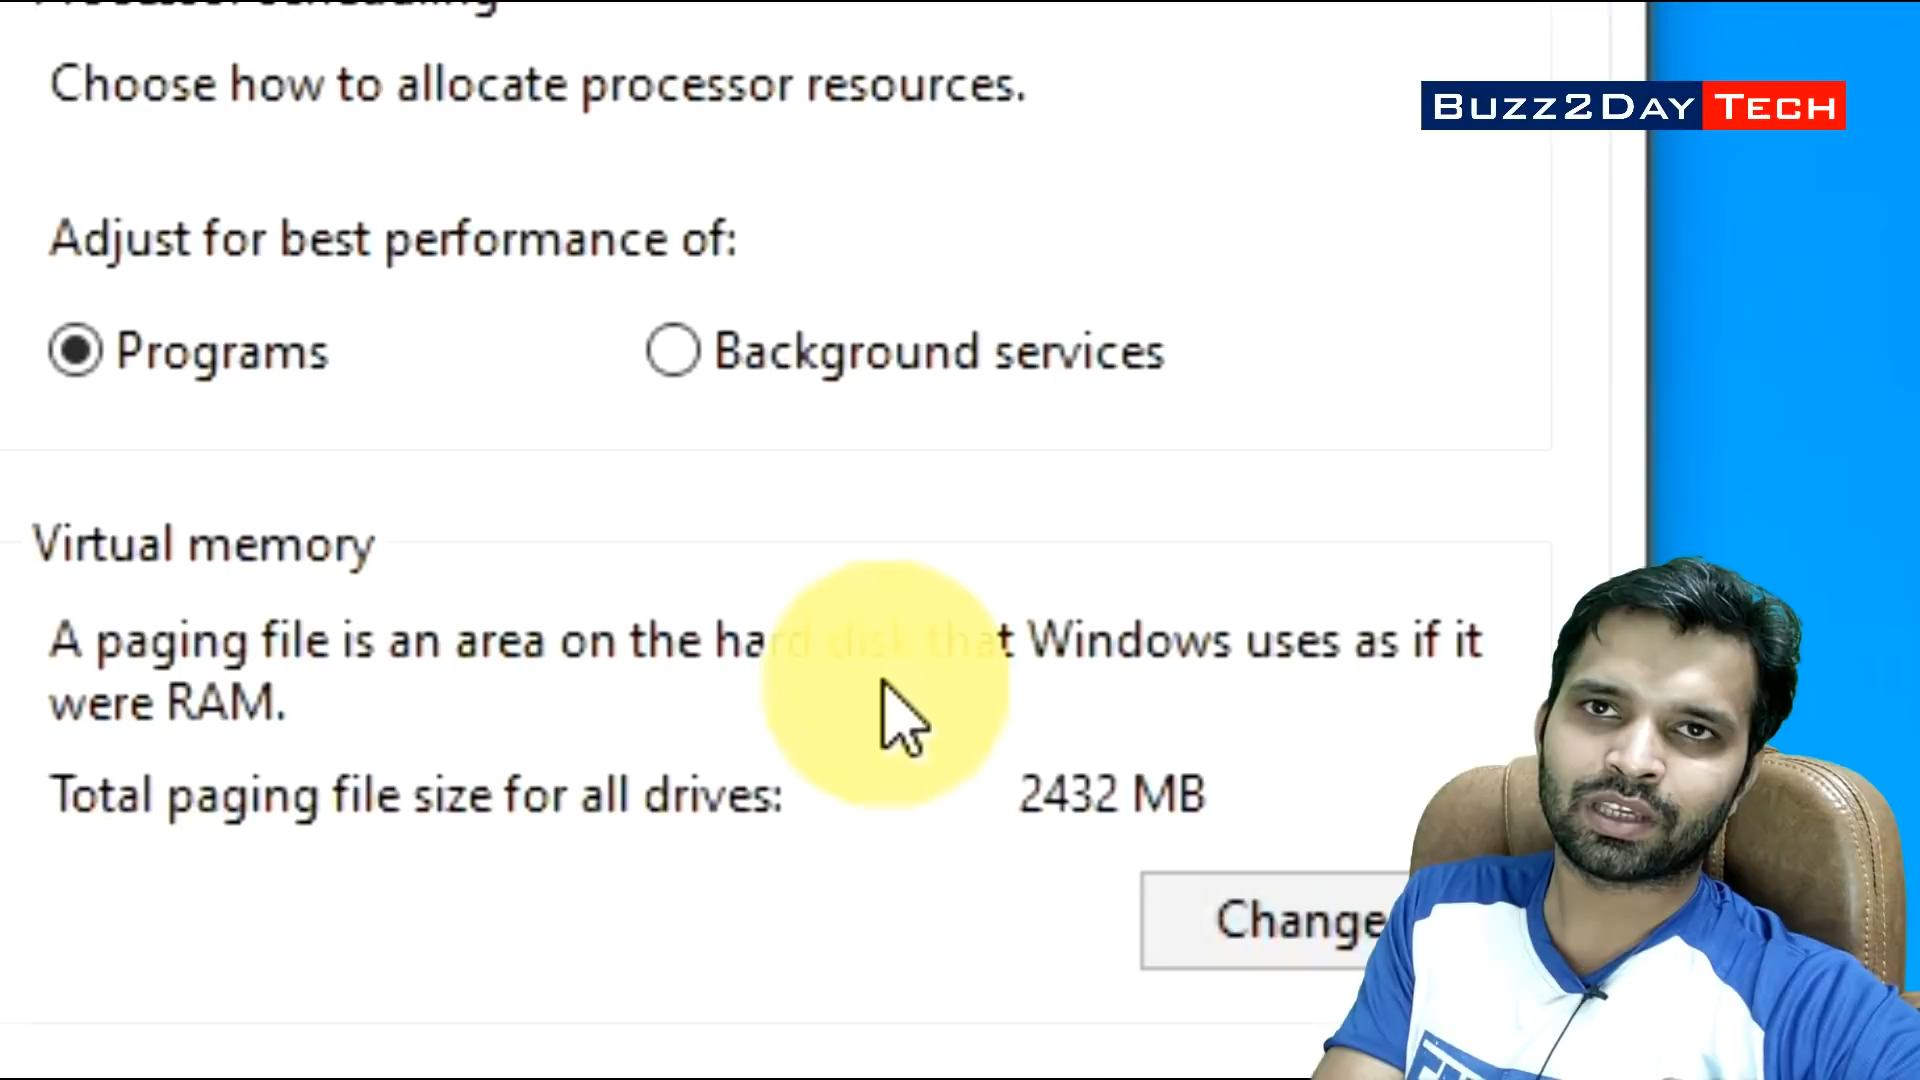 Processor scheduling
Choose how to allocate processor resources.
BUZZ2DAY TECH
Adjust for best performance of:
Programs
Background services
Virtual memory
A paging file is an area on the hard disk that Windows uses as if it
were RAM.
Total paging file size for all drives:
2432 MB
Change